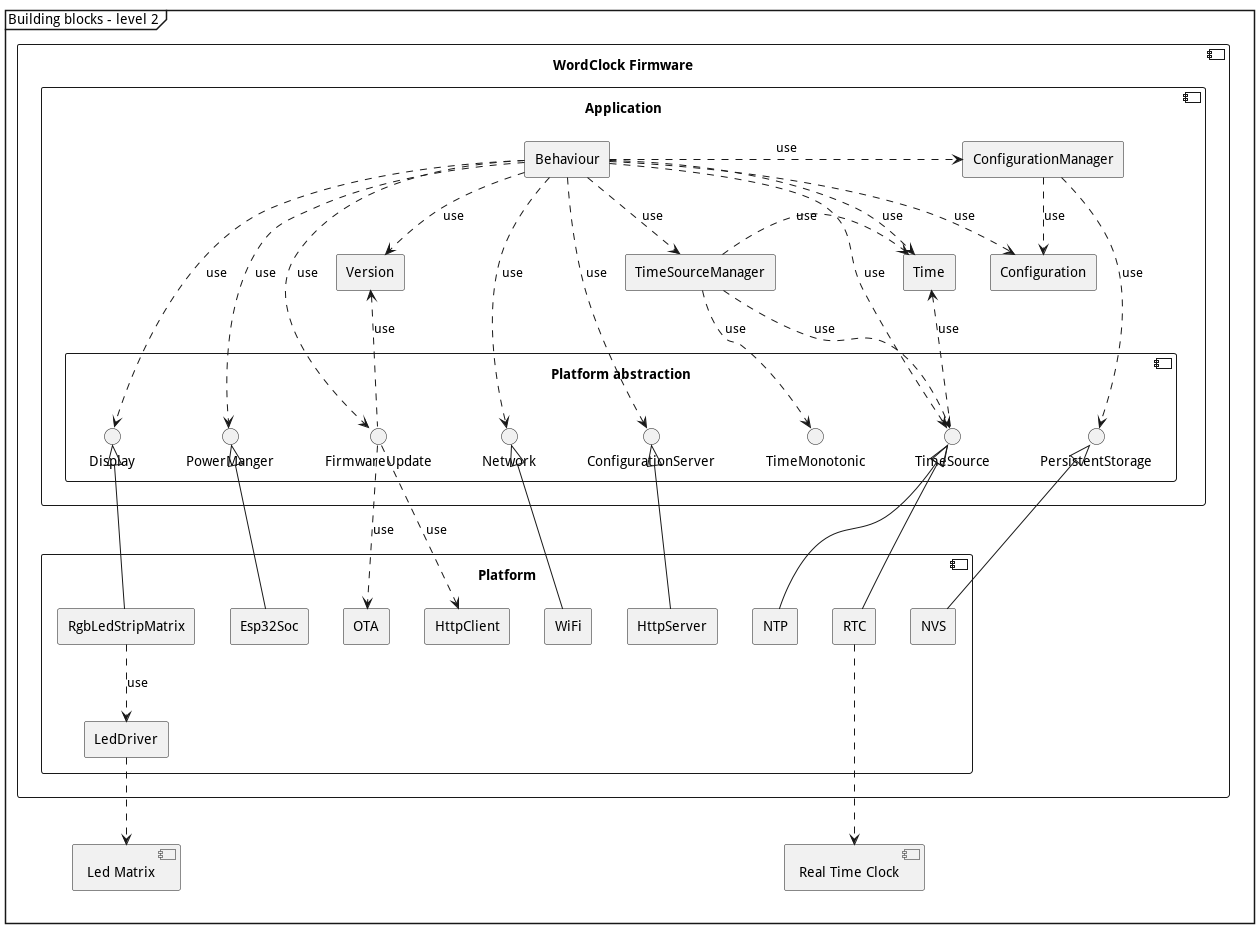 Building blocks - level 2
WordClock Firmware
Application
Behaviour
use
ConfigurationManager
use
use
use
use
use
use
Version
TimeSourceManager
Time
Configuration
use
use
use
use
use
use
use
use
use
use
use
Platform abstraction
Display
PowerManger
FirmwareUpdate
Network
ConfigurationServer
TimeMonotonic
TimeSource
PersistentStorage
use
use
Platform
RgbLedStripMatrix
Esp32Soc
OTA
HttpClient
WiFi
HttpServer
NTP
RTC
NVS
use
LedDriver
Led Matrix
Real Time Clock